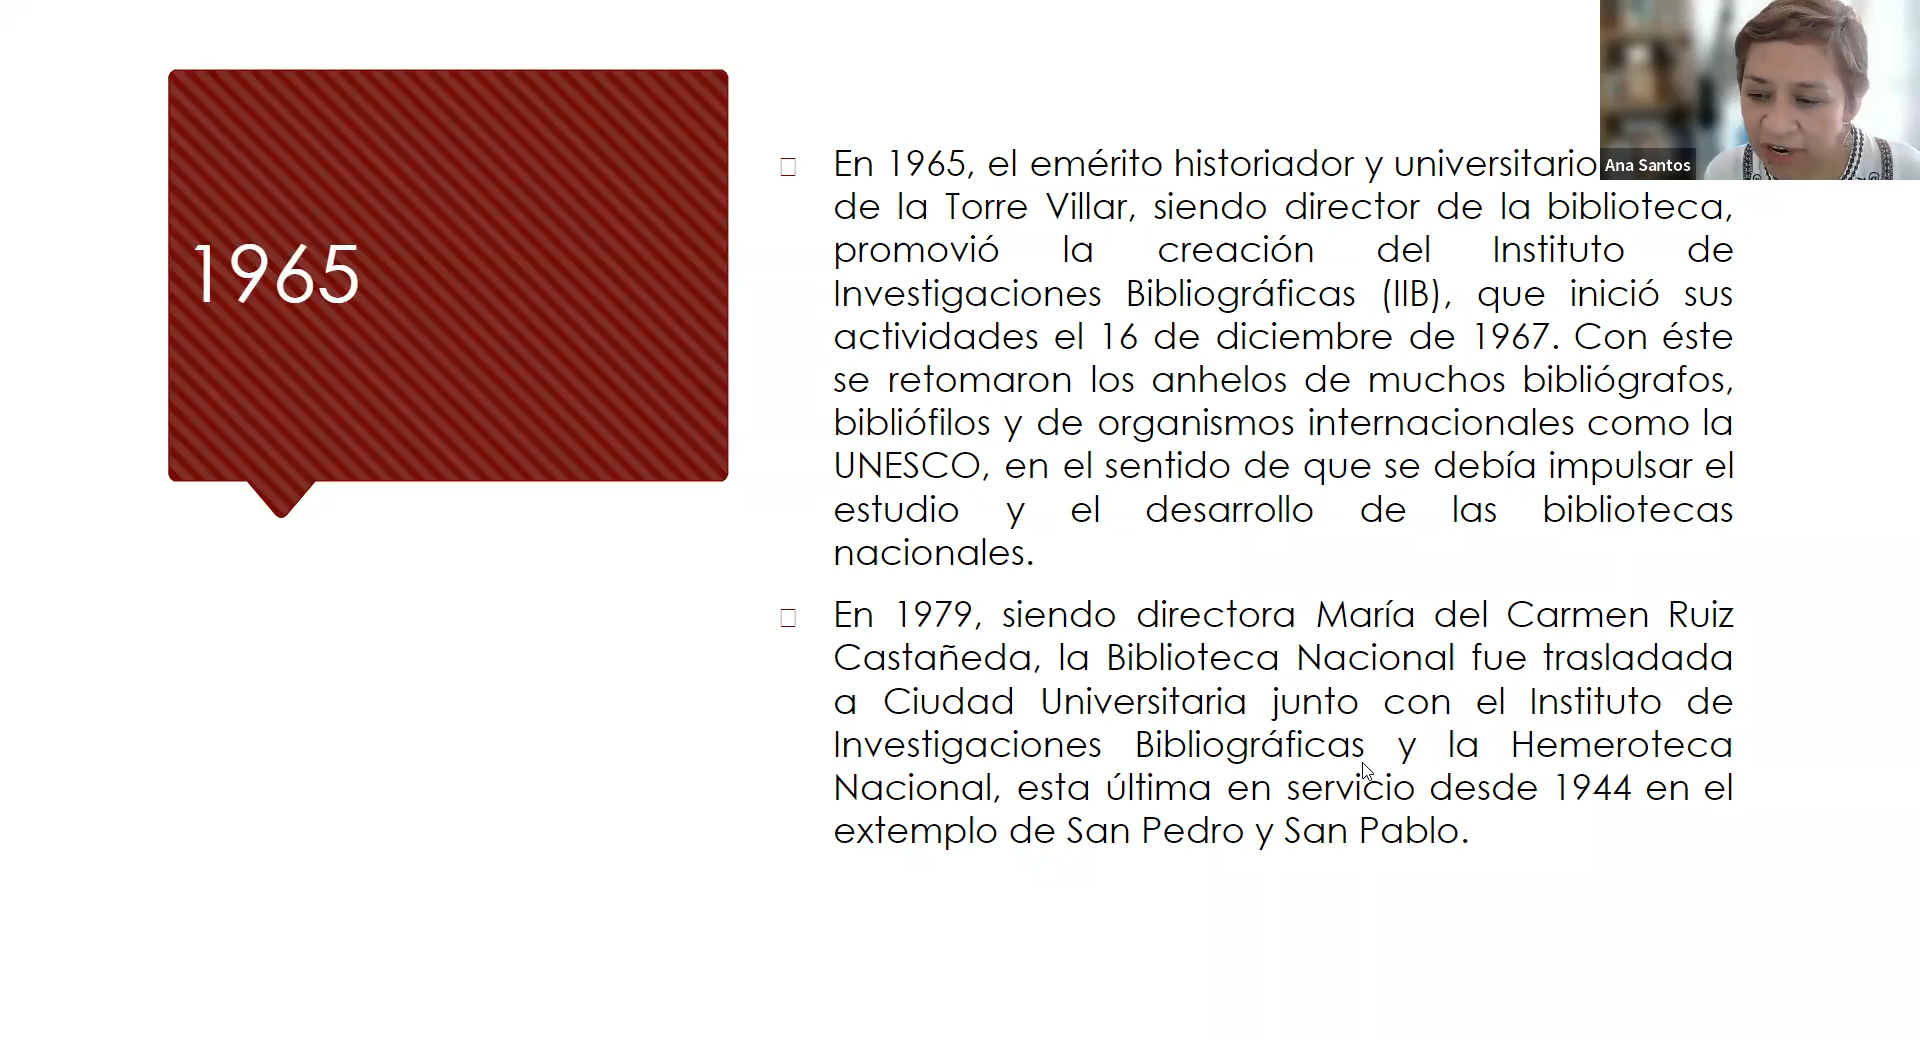 1965
En 1965, el emérito historiador y universitario
de la Torre Villar, siendo director de la biblioteca,
promovió la creación del Instituto de
Investigaciones Bibliográficas (IIB), que inició sus
actividades el 16 de diciembre de 1967. Con éste
se retomaron los anhelos de muchos bibliógrafos,
bibliófilos y de organismos internacionales como la
UNESCO, en el sentido de que se debía impulsar el
estudio y el desarrollo de las bibliotecas
nacionales.
En 1979, siendo directora María del Carmen Ruiz
Castañeda, la Biblioteca Nacional fue trasladada
a Ciudad Universitaria junto con el Instituto de
Investigaciones Bibliográficas y la Hemeroteca
Nacional, esta última en servicio desde 1944 en el
extemplo de San Pedro y San Pablo.
Ana Santos